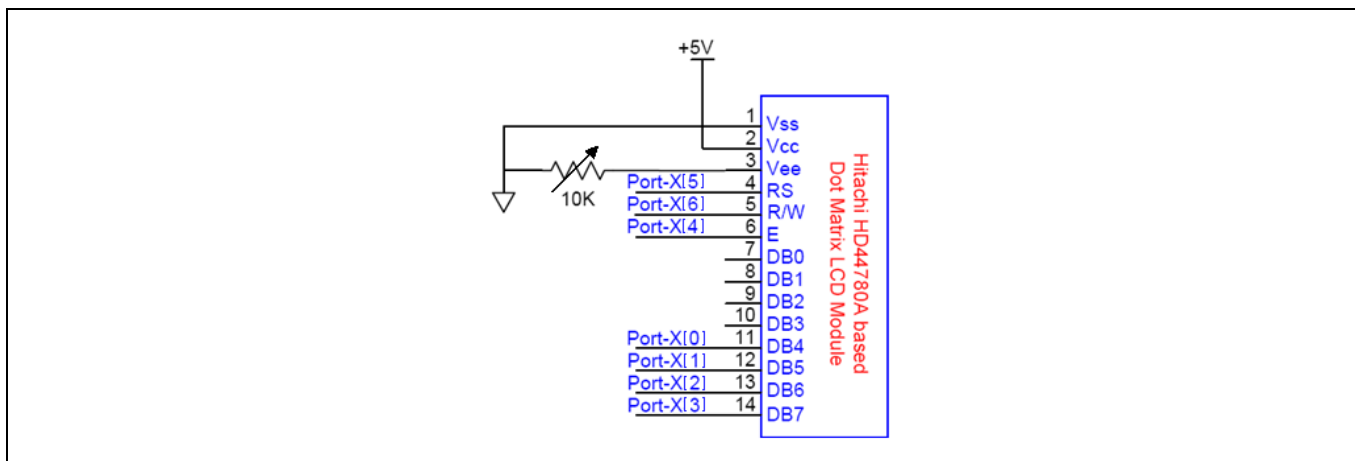 +5V
1 Vss
2 Vcc
3 Vee
10K
Port-X[5] 4 RS
Port-X[6] 5 R/W
Port-X[4] 6 E
7 DB0
8 DB1
9 DB2
10 DB3
Port-X[0] 11 DB4
Port-X[1] 12 DB5
Port-X[2] 13 DB6
Port-X[3] 14 DB7
Hitachi HD44780A based
Dot Matrix LCD Module